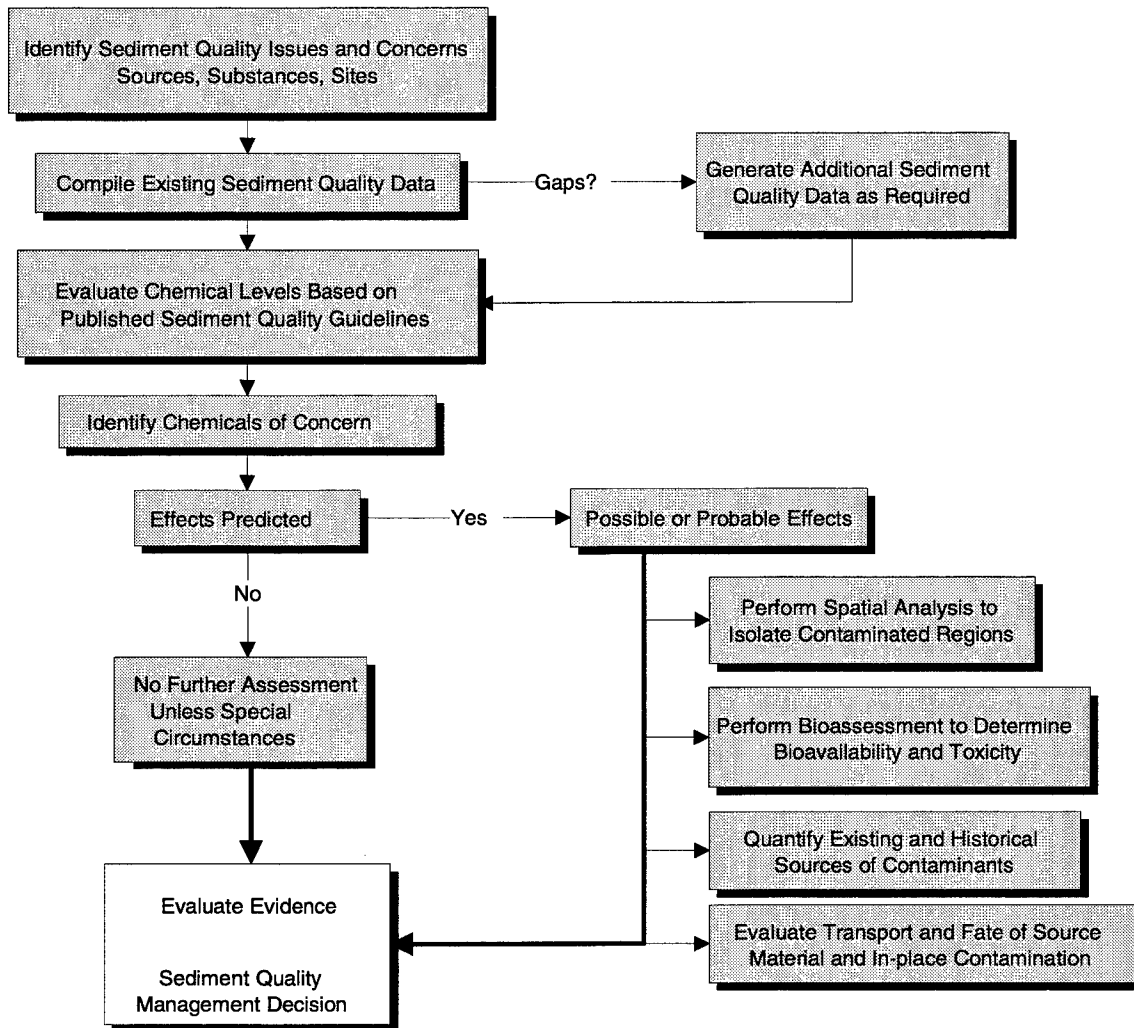 Identify Sediment Quality Issues and Concerns
Sources, Substances, Sites
Compile Existing Sediment Quality Data
Gaps?
Generate Additional Sediment
Quality Data as Required
Evaluate Chemical Levels Based on
Published Sediment Quality Guidelines
Identify Chemicals of Concern
Effects Predicted
Yes
Possible or Probable Effects
No
Perform Spatial Analysis to
Isolate Contaminated Regions
No Further Assessment
Unless Special
Circumstances
Perform Bioassessment to Determine
Bioavailability and Toxicity
Quantify Existing and Historical
Sources of Contaminants
Evaluate Transport and Fate of Source
Material and In-place Contamination
Evaluate Evidence
Sediment Quality
Management Decision